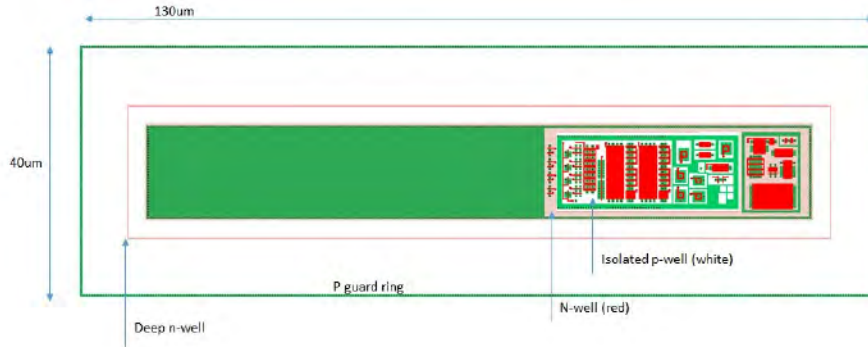 130um
40um
Isolated p-well (white)
P guard ring
N-well (red)
Deep n-well